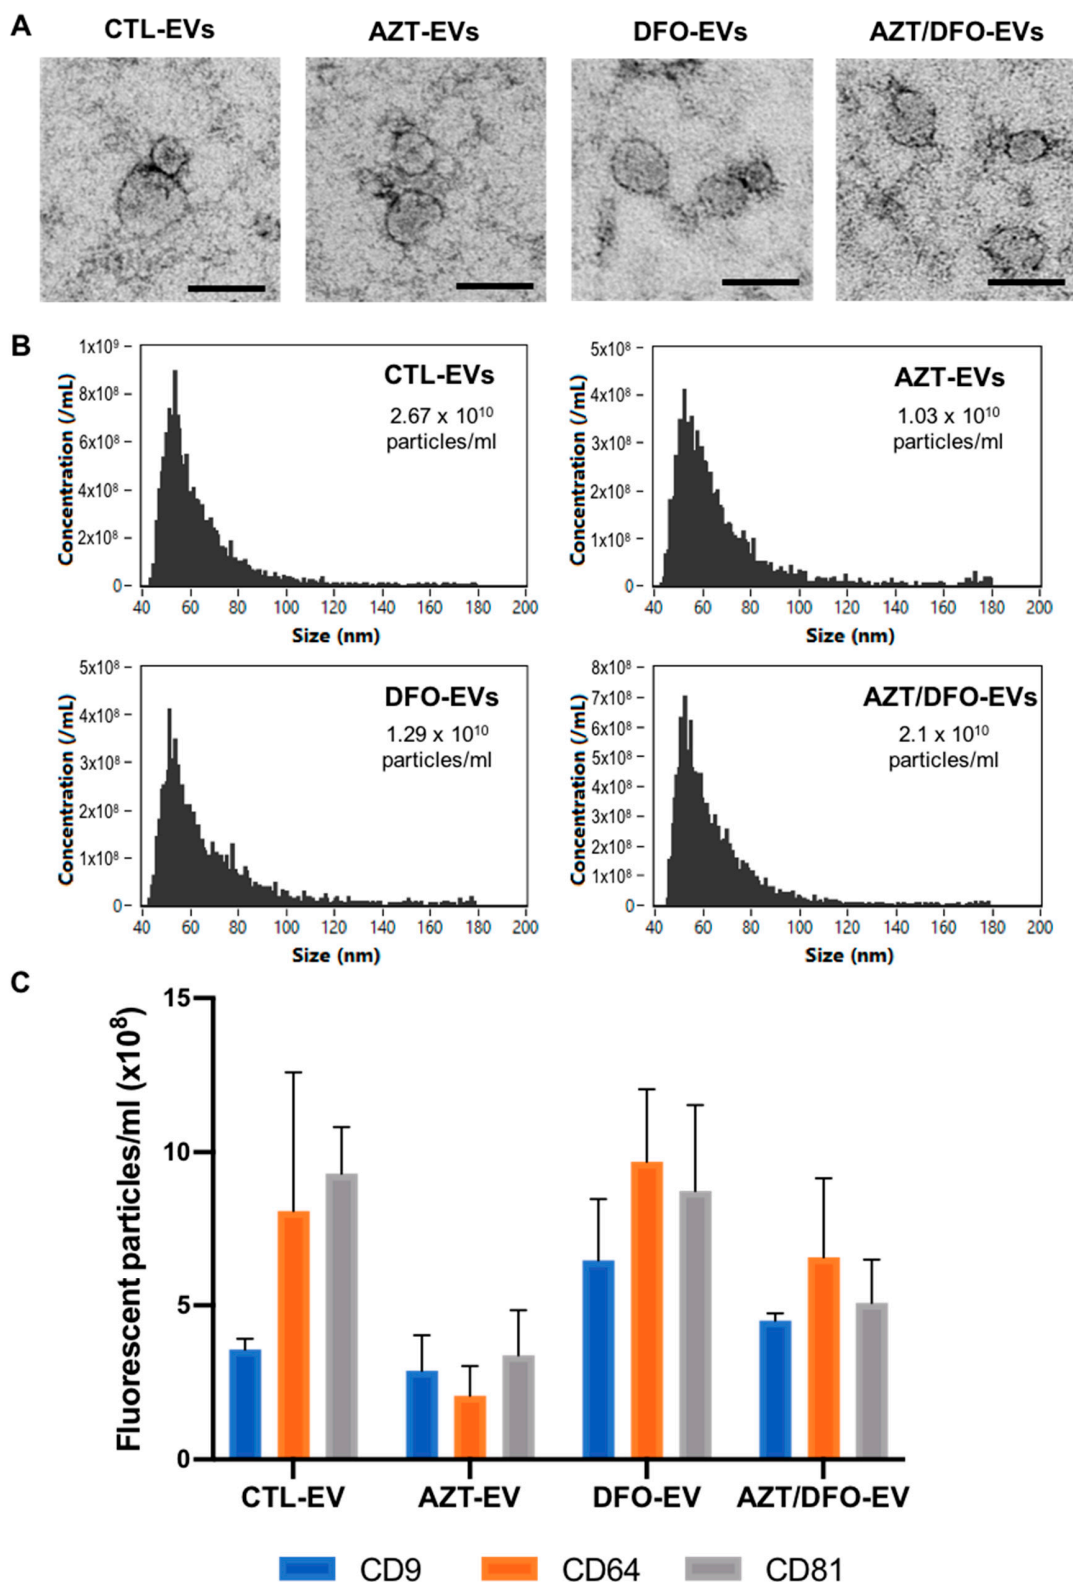 A
CTL-EVs AZT-EVs DFO-EVs AZT/DFO-EVs
B
Concentration (/mL)
1x10⁹
8x10⁸
6x10⁸
4x10⁸
2x10⁸
0
CTL-EVs
2.67 x 10¹⁰
particles/ml
40 60 80 100 120 140 160 180 200
Size (nm)
Concentration (/mL)
5x10⁸
4x10⁸
3x10⁸
2x10⁸
1x10⁸
0
AZT-EVs
1.03 x 10¹⁰
particles/ml
40 60 80 100 120 140 160 180 200
Size (nm)
Concentration (/mL)
5x10⁸
4x10⁸
3x10⁸
2x10⁸
1x10⁸
0
DFO-EVs
1.29 x 10¹⁰
particles/ml
40 60 80 100 120 140 160 180 200
Size (nm)
Concentration (/mL)
8x10⁸
7x10⁸
6x10⁸
5x10⁸
4x10⁸
3x10⁸
2x10⁸
1x10⁸
0
AZT/DFO-EVs
2.1 x 10¹⁰
particles/ml
40 60 80 100 120 140 160 180 200
Size (nm)
C
Fluorescent particles/ml (x10⁸)
15
10
5
0
CTL-EV AZT-EV DFO-EV AZT/DFO-EV
CD9 CD64 CD81